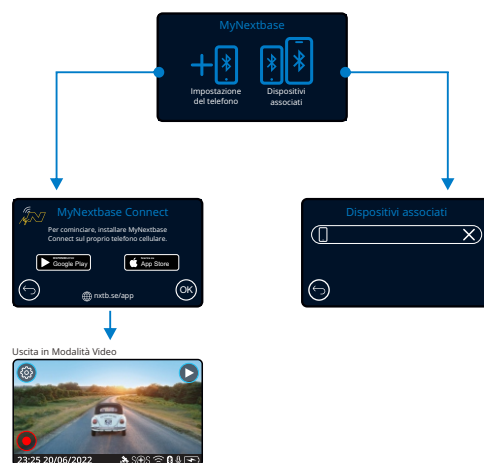 MyNextbase
Impostazione
del telefono
Dispositivi
associati
MyNextbase Connect
Per cominciare, installare MyNextbase
Connect sul proprio telefono cellulare.
Google Play
App Store
nxtb.se/app
OK
Dispositivi associati
Uscita in Modalità Video
23:25 20/06/2022
SOS